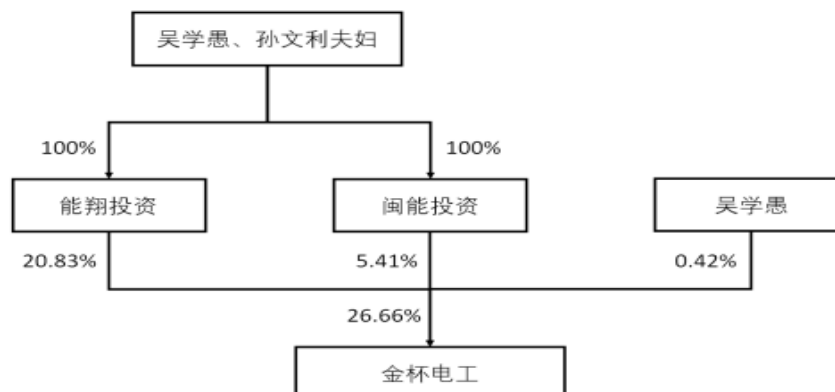 吴学愚、孙文利夫妇
100%
100%
能翔投资
闽能投资
吴学愚
20.83%
5.41%
0.42%
26.66%
金杯电工